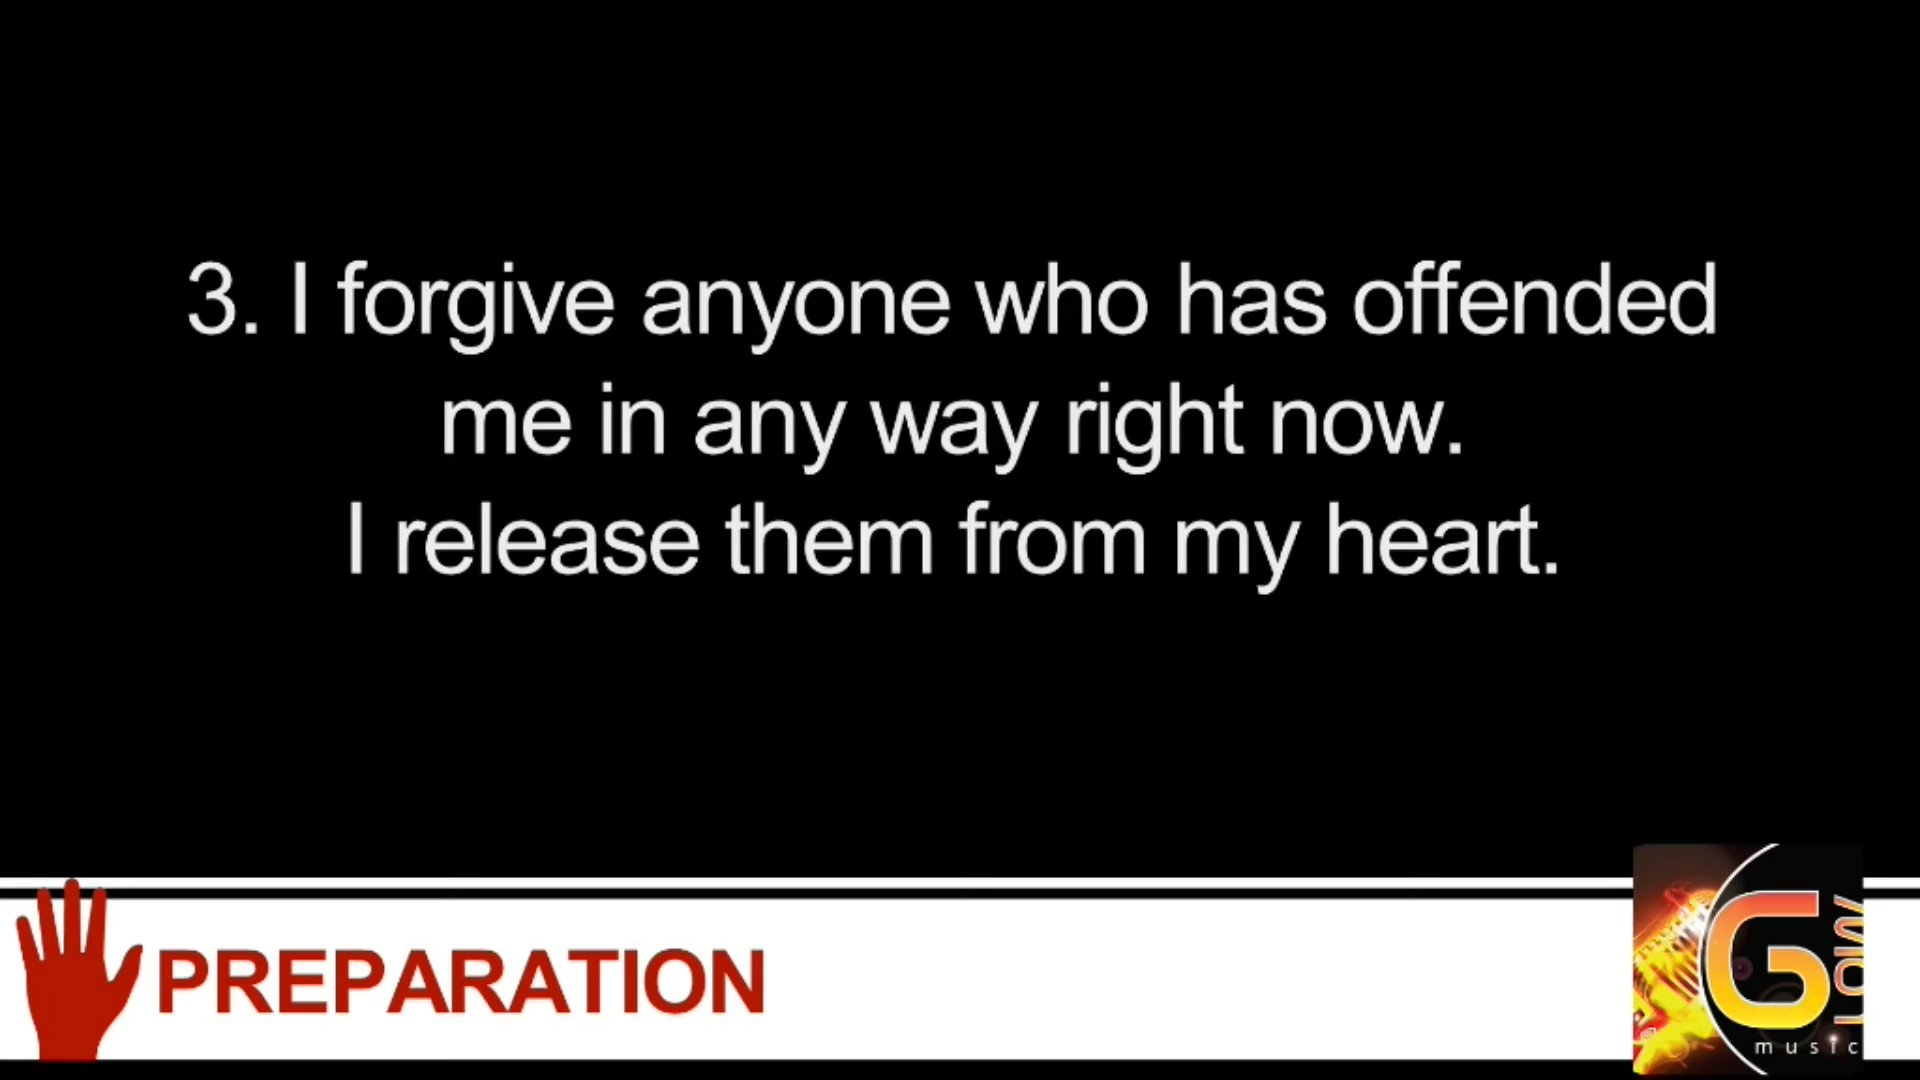 3. I forgive anyone who has offended
me in any way right now.
I release them from my heart.
PREPARATION
G
LOW
music